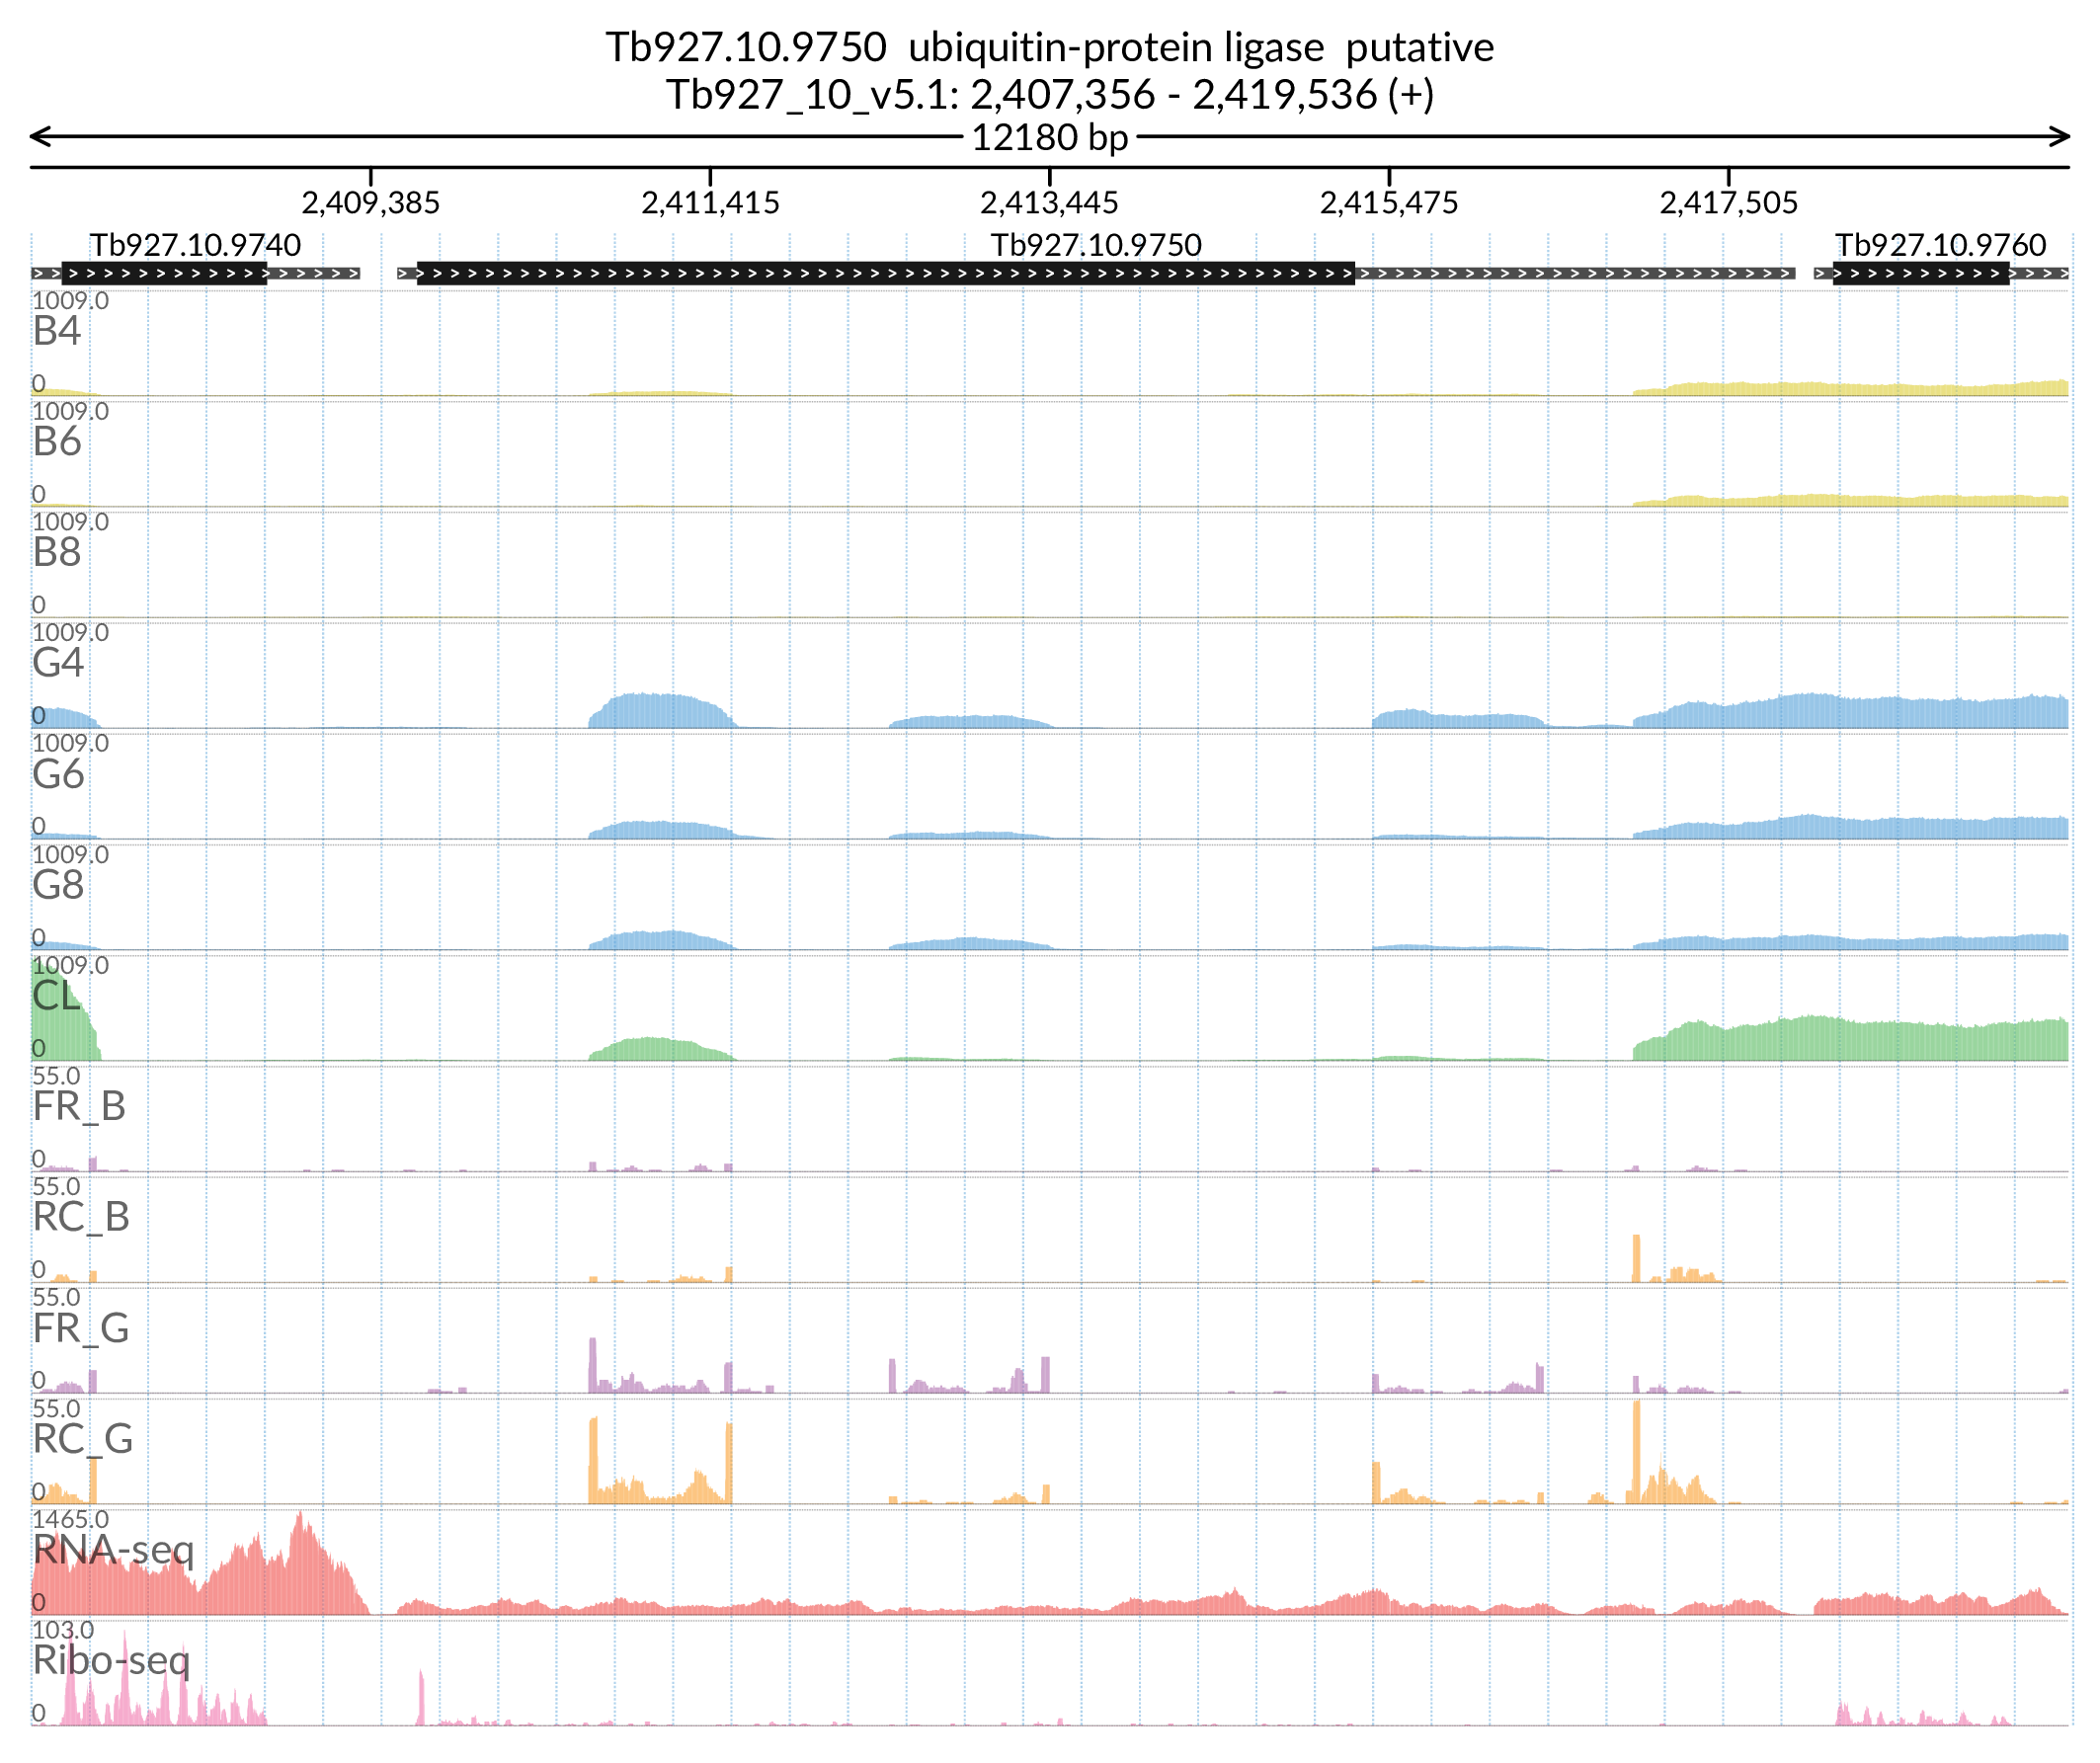 Tb927.10.9750  ubiquitin-protein ligase  putative
Tb927_10_v5.1: 2,407,356 - 2,419,536 (+)
12180 bp
2,409,385 2,411,415 2,413,445 2,415,475 2,417,505
Tb927.10.9740 Tb927.10.9750 Tb927.10.9760
1009.0
B4
0
1009.0
B6
0
1009.0
B8
0
1009.0
G4
0
1009.0
G6
0
1009.0
G8
0
1009.0
CL
0
55.0
FR_B
0
55.0
RC_B
0
55.0
FR_G
0
55.0
RC_G
0
1465.0
RNA-seq
0
103.0
Ribo-seq
0